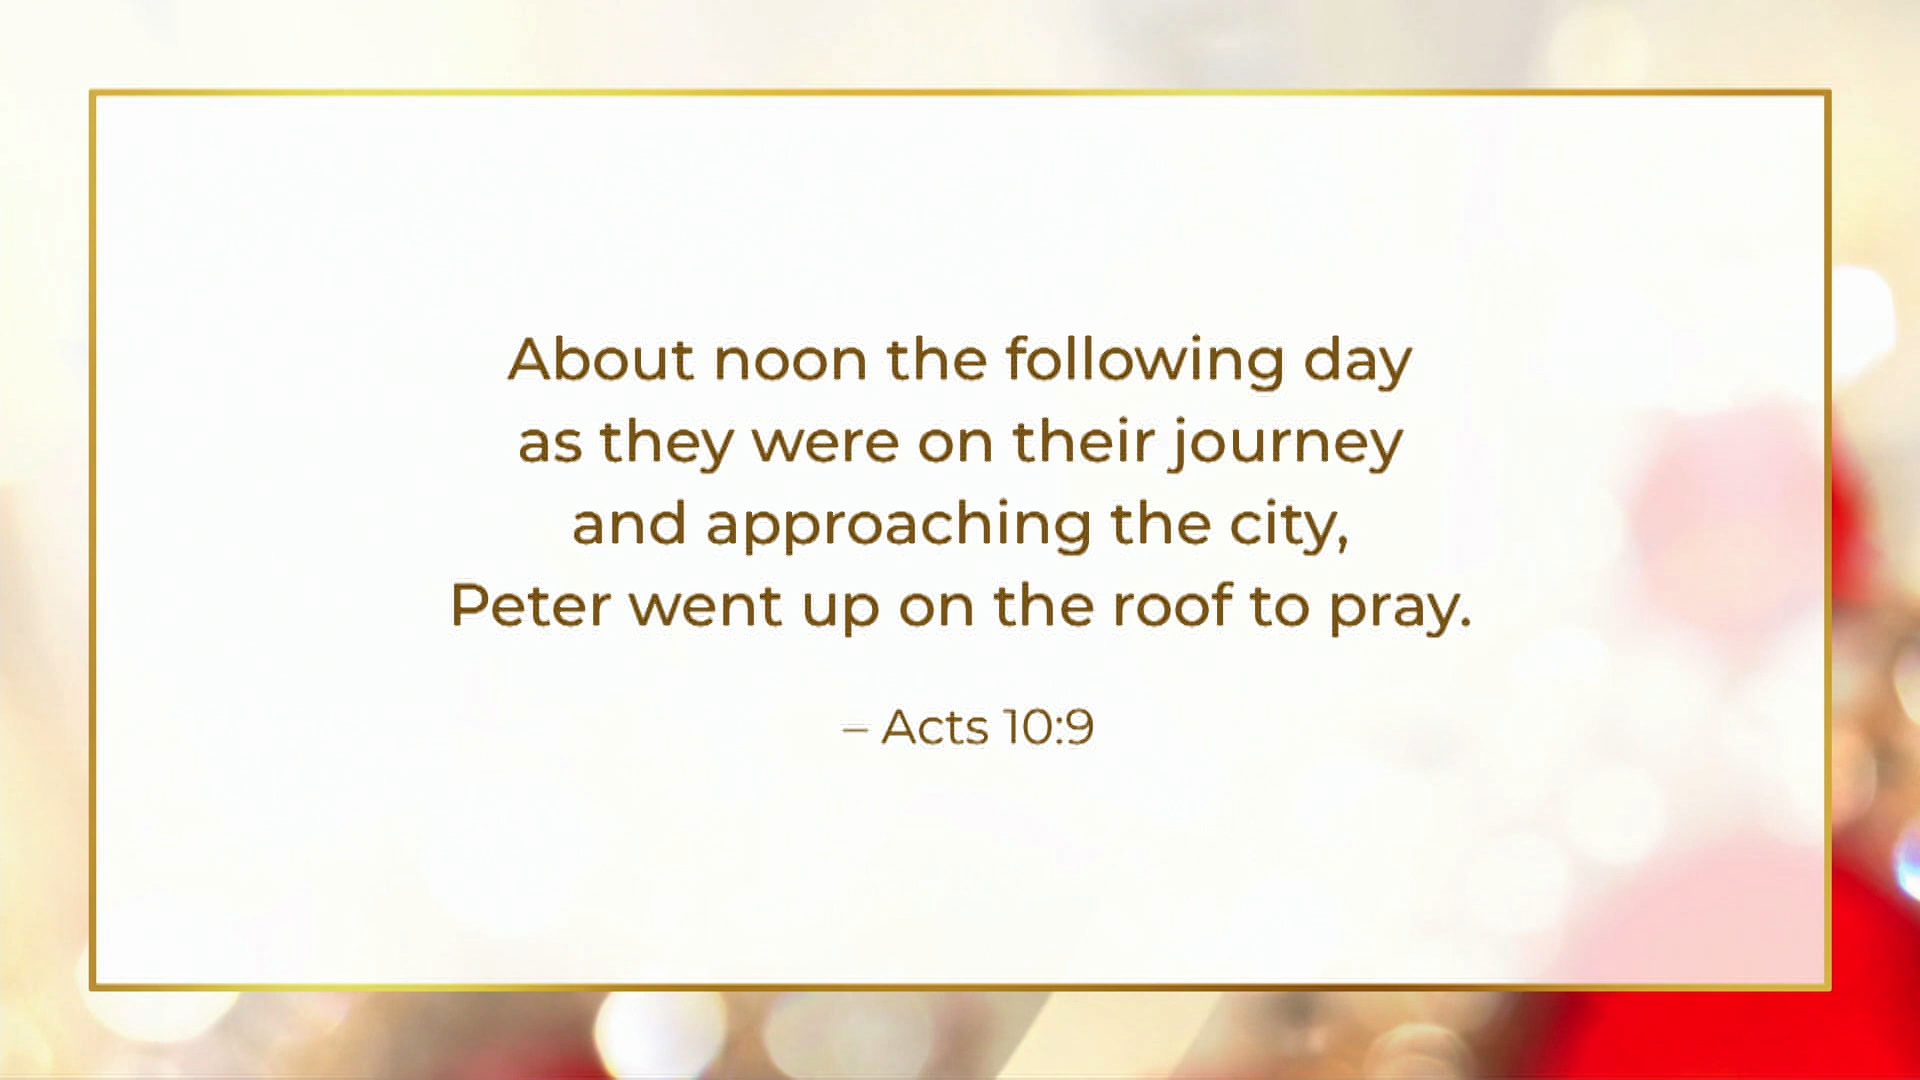 About noon the following day
as they were on their journey
and approaching the city,
Peter went up on the roof to pray.
– Acts 10:9